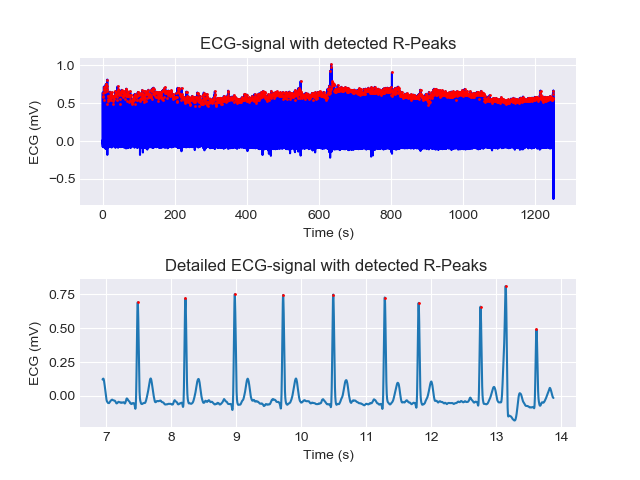 ECG-signal with detected R-Peaks
1.0
0.5
0.0
−0.5
ECG (mV)
0 200 400 600 800 1000 1200
Time (s)
Detailed ECG-signal with detected R-Peaks
0.75
0.50
0.25
0.00
ECG (mV)
7 8 9 10 11 12 13 14
Time (s)